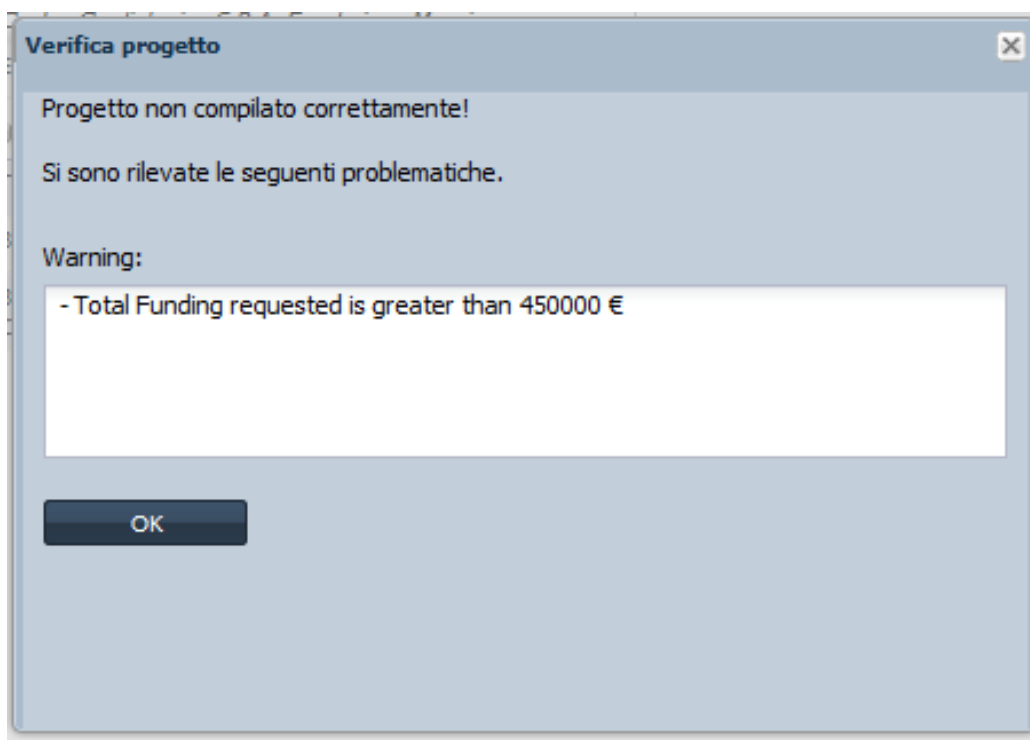 Verifica progetto
Progetto non compilato correttamente!
Si sono rilevate le seguenti problematiche.
Warning:
- Total Funding requested is greater than 450000 €
OK